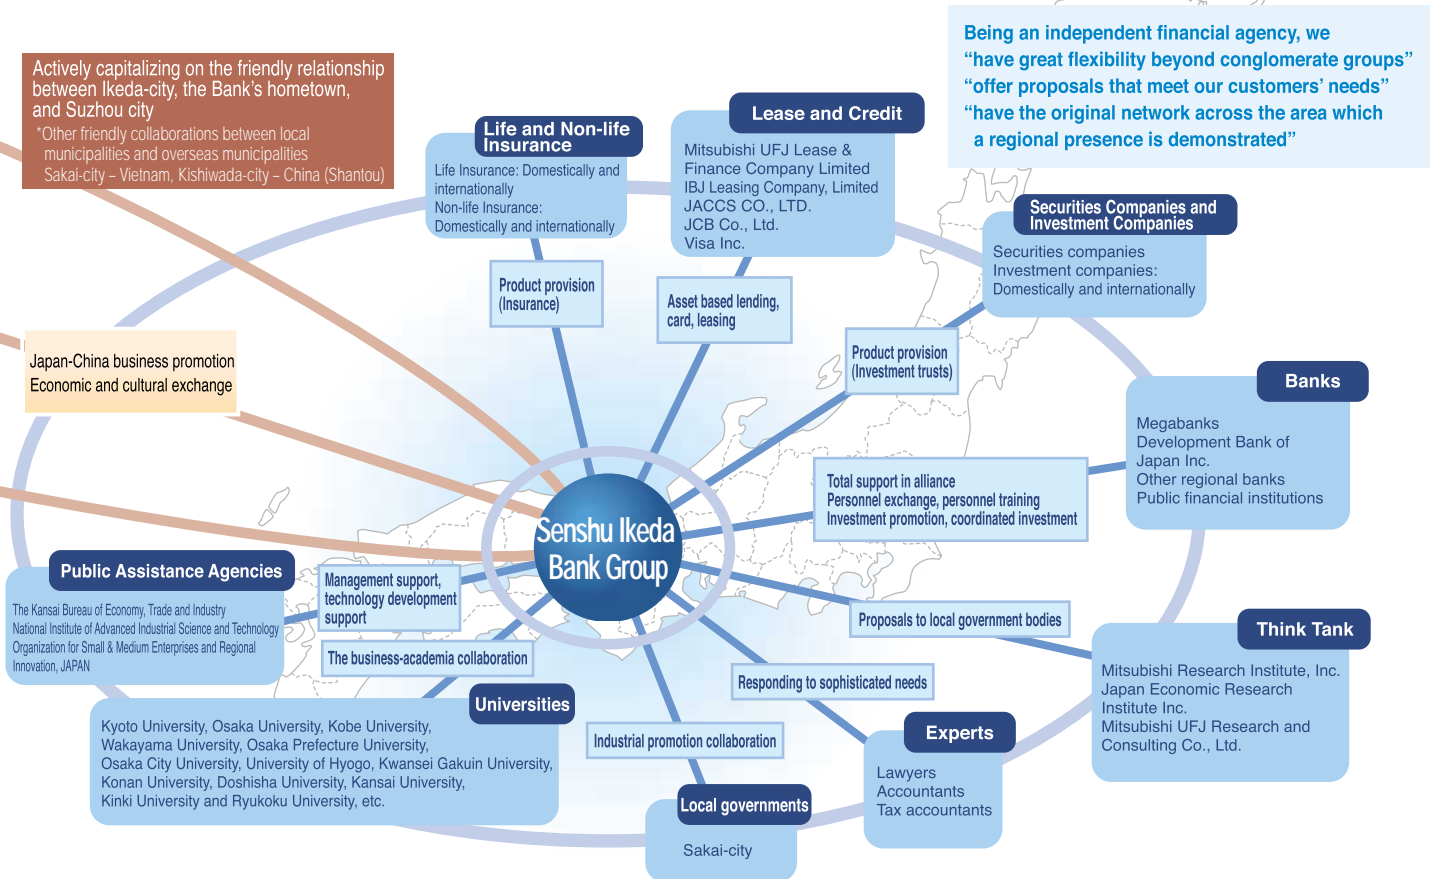 Being an independent financial agency, we
“have great flexibility beyond conglomerate groups”
“offer proposals that meet our customers’ needs”
“have the original network across the area which
a regional presence is demonstrated”
Actively capitalizing on the friendly relationship
between Ikeda-city, the Bank’s hometown,
and Suzhou city
*Other friendly collaborations between local
municipalities and overseas municipalities
Sakai-city – Vietnam, Kishiwada-city – China (Shantou)
Life and Non-life
Insurance
Life Insurance: Domestically and
internationally
Non-life Insurance:
Domestically and internationally
Product provision
(Insurance)
Lease and Credit
Mitsubishi UFJ Lease &
Finance Company Limited
IBJ Leasing Company, Limited
JACCS CO., LTD.
JCB Co., Ltd.
Visa Inc.
Asset based lending,
card, leasing
Securities Companies and
Investment Companies
Securities companies
Investment companies:
Domestically and internationally
Product provision
(Investment trusts)
Japan-China business promotion
Economic and cultural exchange
Banks
Megabanks
Development Bank of
Japan Inc.
Other regional banks
Public financial institutions
Total support in alliance
Personnel exchange, personnel training
Investment promotion, coordinated investment
Senshu Ikeda
Bank Group
Public Assistance Agencies
The Kansai Bureau of Economy, Trade and Industry
National Institute of Advanced Industrial Science and Technology
Organization for Small & Medium Enterprises and Regional
Innovation, JAPAN
Management support,
technology development
support
Proposals to local government bodies
Think Tank
Mitsubishi Research Institute, Inc.
Japan Economic Research
Institute Inc.
Mitsubishi UFJ Research and
Consulting Co., Ltd.
The business-academia collaboration
Universities
Kyoto University, Osaka University, Kobe University,
Wakayama University, Osaka Prefecture University,
Osaka City University, University of Hyogo, Kwansei Gakuin University,
Konan University, Doshisha University, Kansai University,
Kinki University and Ryukoku University, etc.
Responding to sophisticated needs
Experts
Lawyers
Accountants
Tax accountants
Industrial promotion collaboration
Local governments
Sakai-city